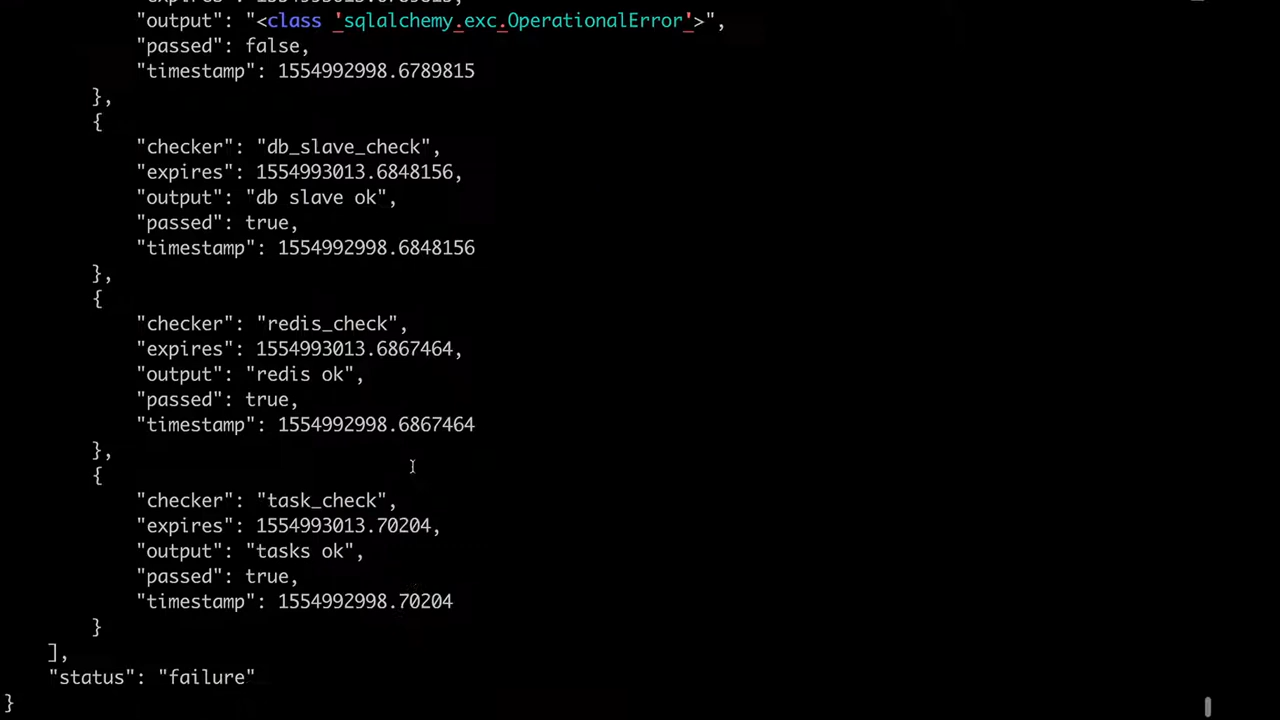 "output": "<class 'sqlalchemy.exc.OperationalError'>",
"passed": false,
"timestamp": 1554992998.6789815
},
{
"checker": "db_slave_check",
"expires": 1554993013.6848156,
"output": "db slave ok",
"passed": true,
"timestamp": 1554992998.6848156
},
{
"checker": "redis_check",
"expires": 1554993013.6867464,
"output": "redis ok",
"passed": true,
"timestamp": 1554992998.6867464
},
{
"checker": "task_check",
"expires": 1554993013.70204,
"output": "tasks ok",
"passed": true,
"timestamp": 1554992998.70204
}
],
"status": "failure"
}